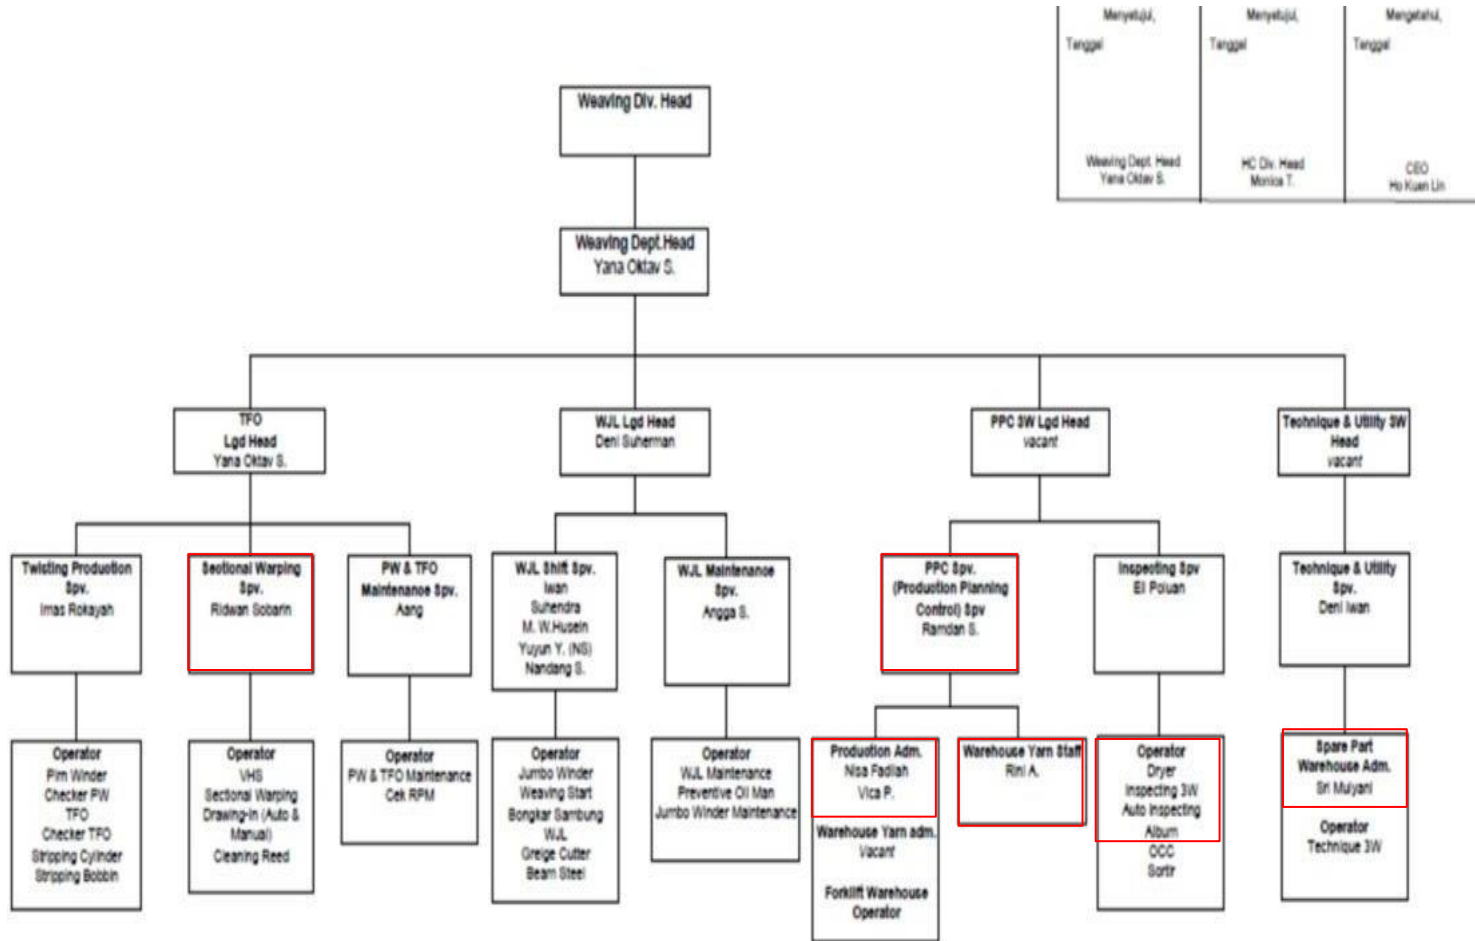 Menyetujui,
Tanggal
Weaving Dept. Head
Yana Oktav S.
Menyetujui,
Tanggal
HC Div. Head
Monica T.
Mengetahui,
Tanggal
CEO
Ho Kuen Lin
Weaving Div. Head
Weaving Dept.Head
Yana Oktav S.
TFO
Lgd Head
Yana Oktav S.
WJL Lgd Head
Deni Suherman
PPC 3W Lgd Head
vacant
Technique & Utility 3W
Head
vacant
Twisting Production
Spv.
Imas Rokayah
Sectional Warping
Spv.
Ridwan Sobarin
PW & TFO
Maintenance Spv.
Aang
WJL Shift Spv.
Iwan
Suhendra
M. W.Husein
Yuyun Y. (NS)
Nandang S.
WJL Maintenance
Spv.
Angga S.
PPC Spv.
(Production Planning
Control) Spv
Ramdan S.
Inspecting Spv
Eli Poluan
Technique & Utility
Spv.
Deni Iwan
Operator
Pirn Winder
Checker PW
TFO
Checker TFO
Stripping Cylinder
Stripping Bobbin
Operator
VHS
Sectional Warping
Drawing-In (Auto &
Manual)
Cleaning Reed
Operator
PW & TFO Maintenance
Cek RPM
Operator
Jumbo Winder
Weaving Start
Bongkar Sambung
WJL
Greige Cutter
Beam Steel
Operator
WJL Maintenance
Preventive Oil Man
Jumbo Winder Maintenance
Production Adm.
Nisa Fadilah
Vica P.
Warehouse Yarn adm.
Vacant
Forklift Warehouse
Operator
Warehouse Yarn Staff
Rini A.
Operator
Dryer
Inspecting 3W
Auto Inspecting
Album
OCC
Sortir
Spare Part
Warehouse Adm.
Sri Mulyani
Operator
Technique 3W